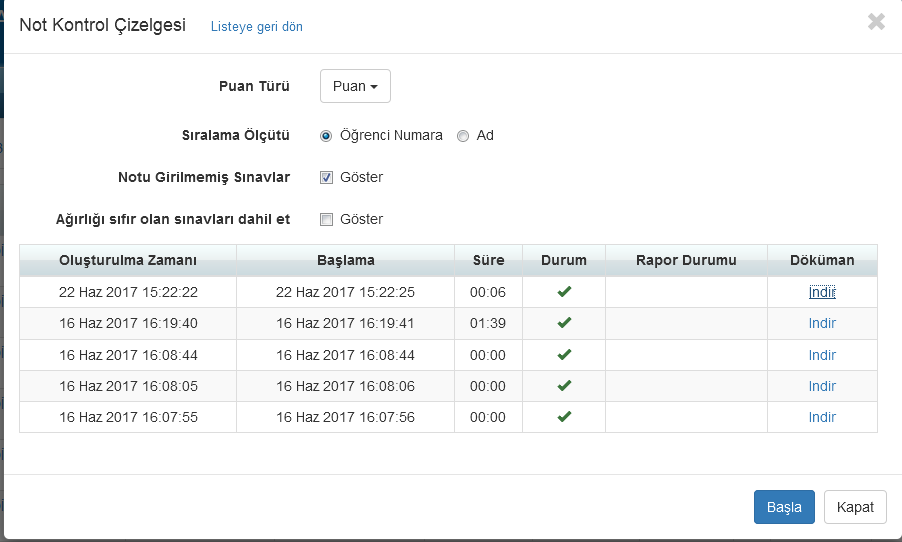 Not Kontrol Çizelgesi Listeye geri dön
Puan Türü Puan
Sıralama Ölçütü Öğrenci Numara Ad
Notu Girilmemiş Sınavlar Göster
Ağırlığı sıfır olan sınavları dahil et Göster
Oluşturulma Zamanı Başlama Süre Durum Rapor Durumu Döküman
22 Haz 2017 15:22:22 22 Haz 2017 15:22:25 00:06 Indir
16 Haz 2017 16:19:40 16 Haz 2017 16:19:41 01:39 Indir
16 Haz 2017 16:08:44 16 Haz 2017 16:08:44 00:00 Indir
16 Haz 2017 16:08:05 16 Haz 2017 16:08:06 00:00 Indir
16 Haz 2017 16:07:55 16 Haz 2017 16:07:56 00:00 Indir
Başla Kapat